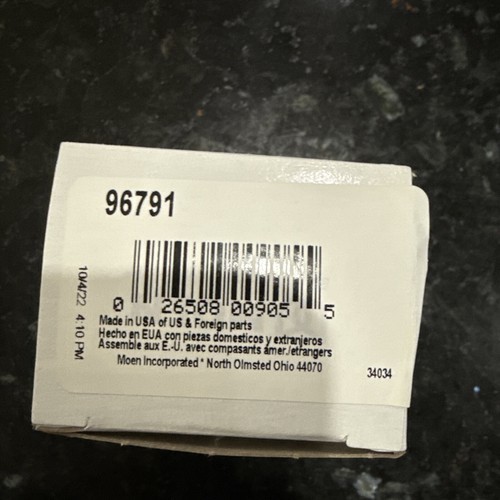 96791
10/4/22 4:10 PM
0 26508 00905 5
Made in USA of US & Foreign parts
Hecho en EUA con piezas domesticos y extranjeros
Assemble aux E.-U. avec compasants amer./etrangers
Moen Incorporated * North Olmsted Ohio 44070
34034